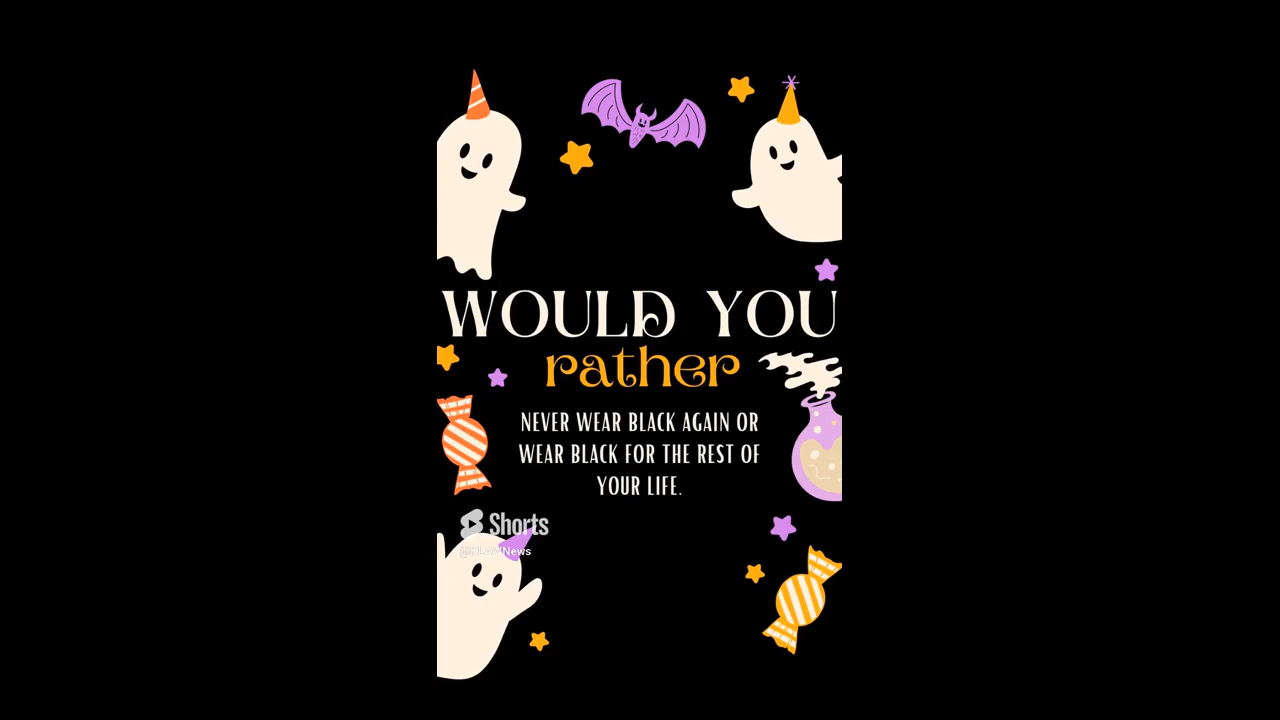 WOULD YOU
rather
NEVER WEAR BLACK AGAIN OR
WEAR BLACK FOR THE REST OF
YOUR LIFE.
Shorts